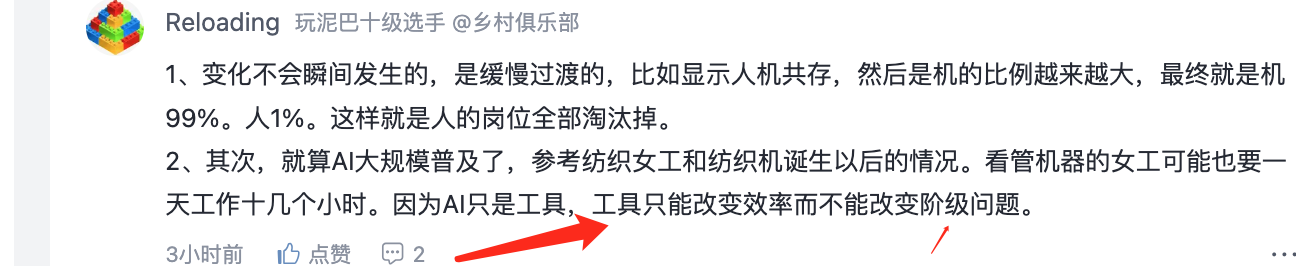 Reloading 玩泥巴十级选手 @乡村俱乐部
1、变化不会瞬间发生的，是缓慢过渡的，比如显示人机共存，然后是机的比例越来越大，最终就是机
99%。人1%。这样就是人的岗位全部淘汰掉。
2、其次，就算AI大规模普及了，参考纺织女工和纺织机诞生以后的情况。看管机器的女工可能也要一
天工作十几个小时。因为AI只是工具，工具只能改变效率而不能改变阶级问题。
3小时前 点赞 2